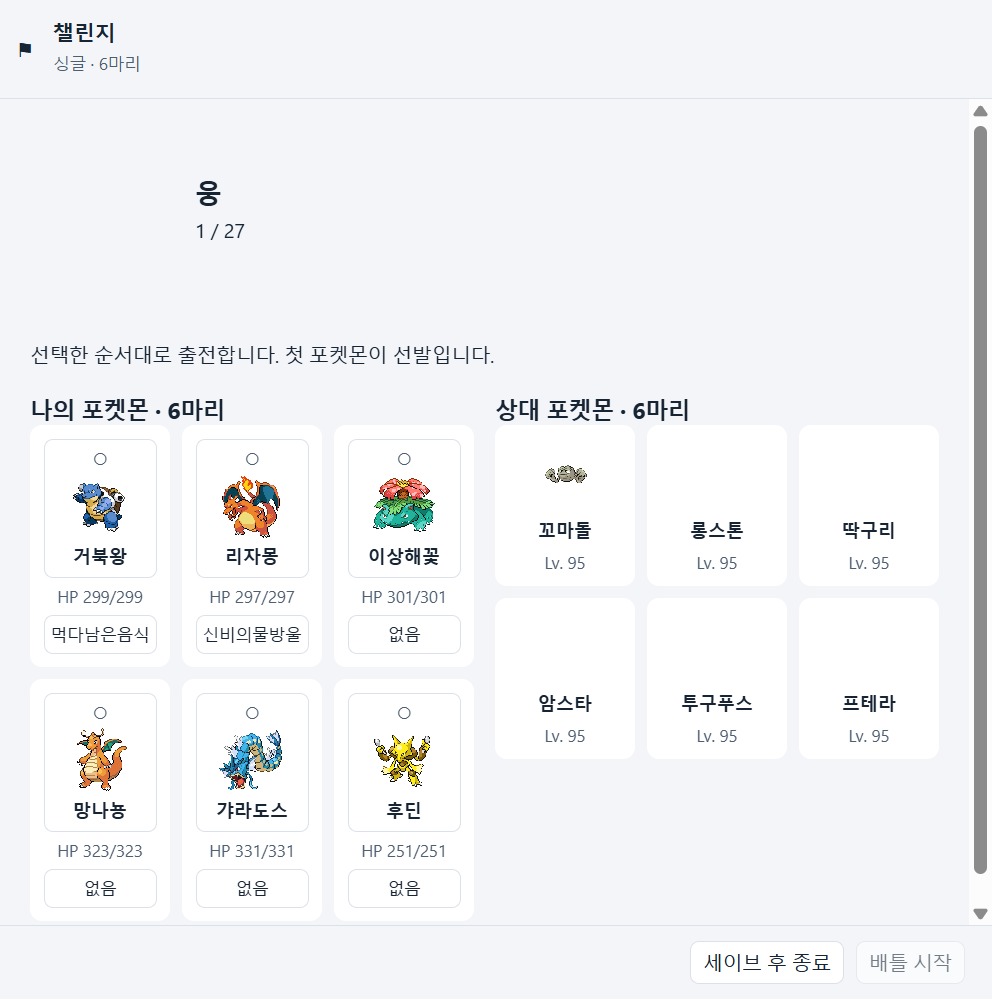 챌린지
싱글 · 6마리
웅
1 / 27
선택한 순서대로 출전합니다. 첫 포켓몬이 선발입니다.
나의 포켓몬 · 6마리
거북왕
HP 299/299
먹다남은음식
리자몽
HP 297/297
신비의물방울
이상해꽃
HP 301/301
없음
망나뇽
HP 323/323
없음
갸라도스
HP 331/331
없음
후딘
HP 251/251
없음
상대 포켓몬 · 6마리
꼬마돌
Lv. 95
롱스톤
Lv. 95
딱구리
Lv. 95
암스타
Lv. 95
투구푸스
Lv. 95
프테라
Lv. 95
세이브 후 종료
배틀 시작